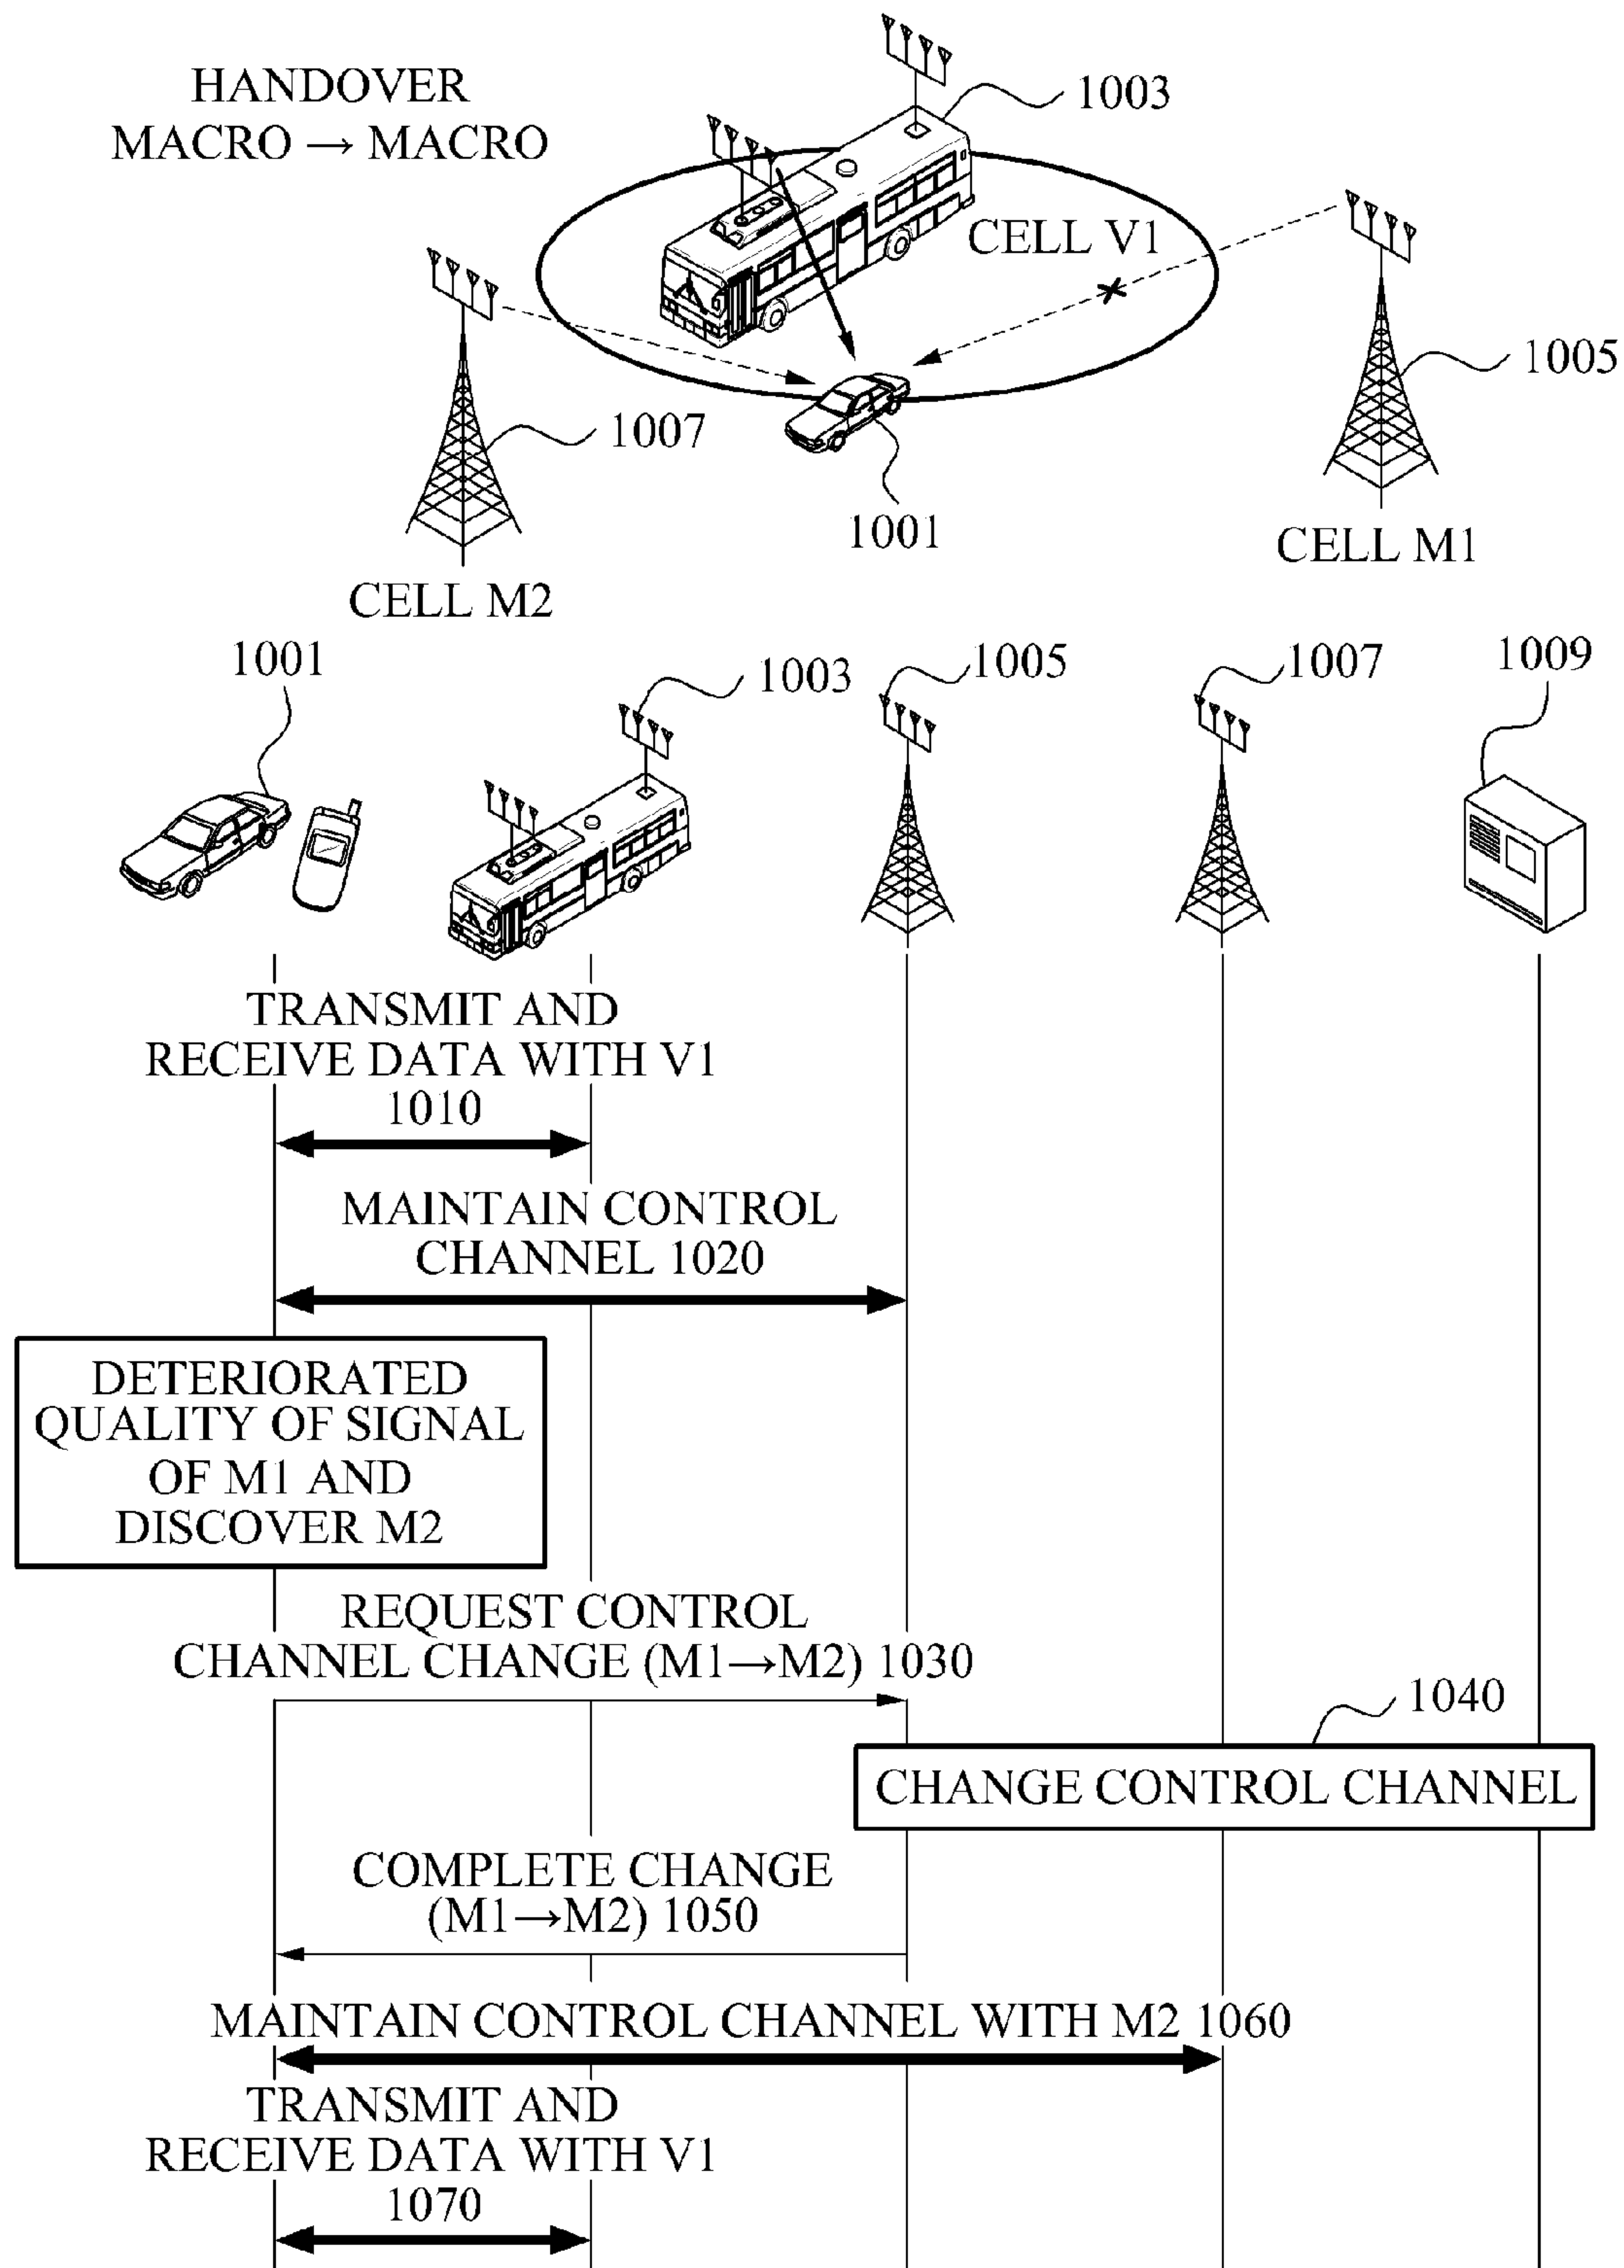 HANDOVER
MACRO → MACRO
1003
CELL V1
1005
1007
1001
CELL M1
CELL M2
1001
1003
1005
1007
1009
TRANSMIT AND
RECEIVE DATA WITH V1
1010
MAINTAIN CONTROL
CHANNEL 1020
DETERIORATED
QUALITY OF SIGNAL
OF M1 AND
DISCOVER M2
REQUEST CONTROL
CHANNEL CHANGE (M1→M2) 1030
1040
CHANGE CONTROL CHANNEL
COMPLETE CHANGE
(M1→M2) 1050
MAINTAIN CONTROL CHANNEL WITH M2 1060
TRANSMIT AND
RECEIVE DATA WITH V1
1070